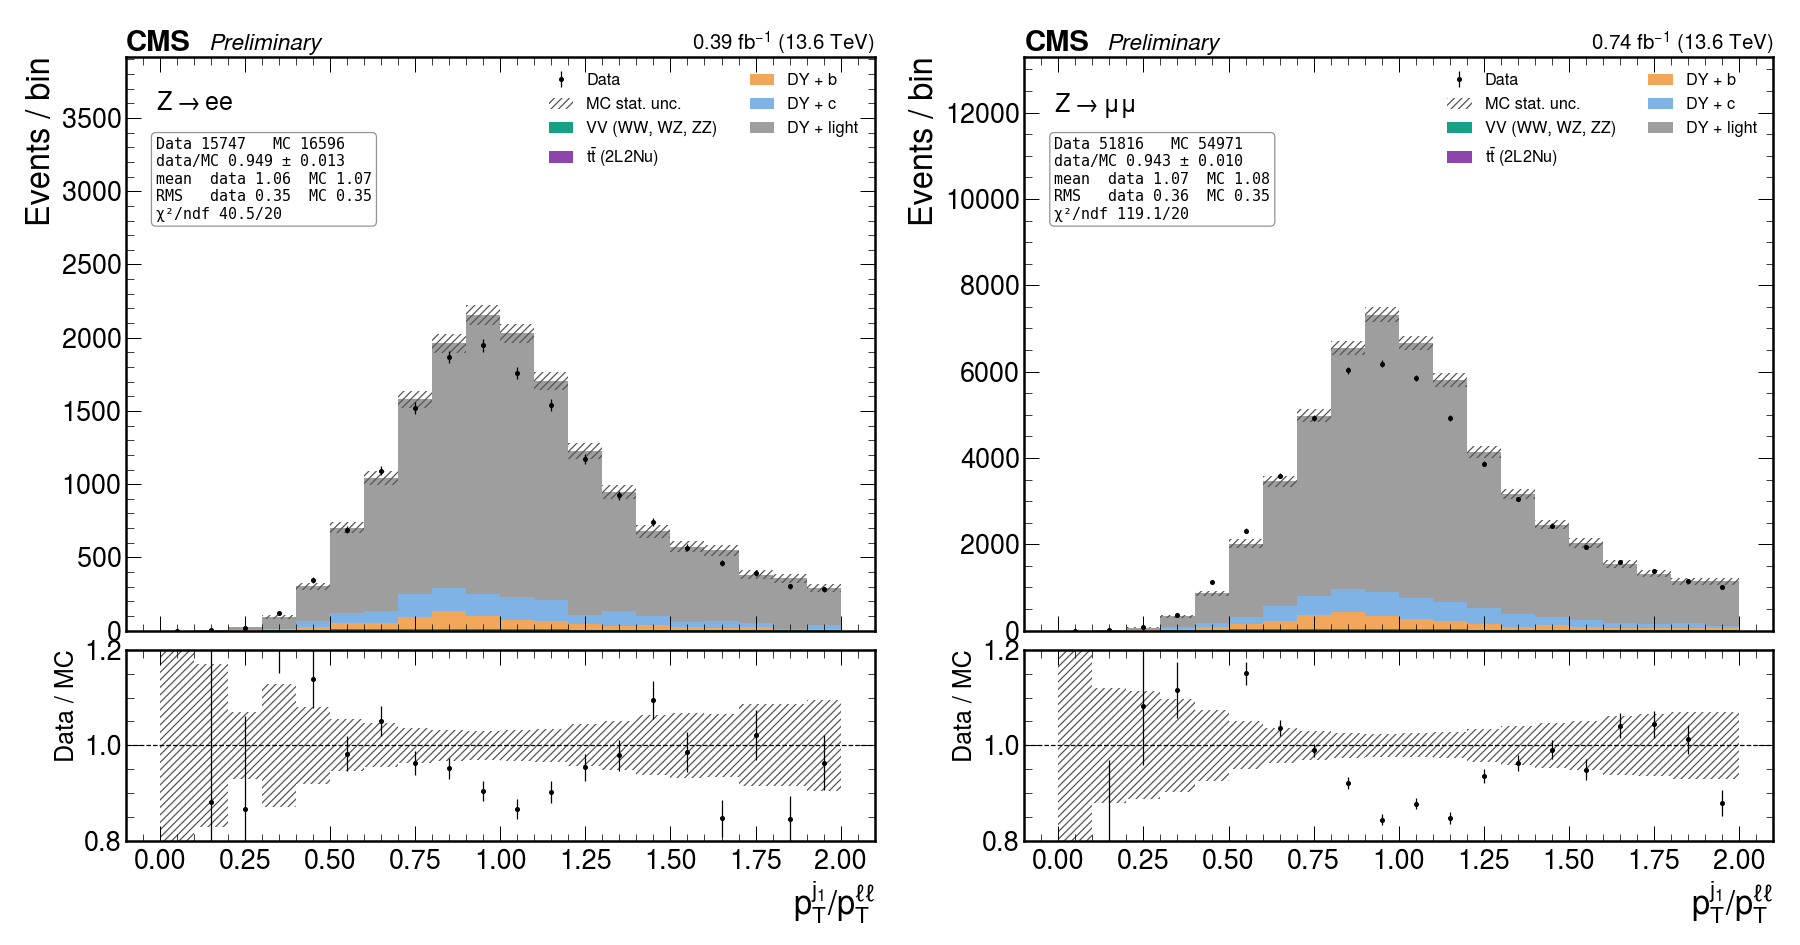 CMS Preliminary 0.39 fb⁻¹ (13.6 TeV)
Events / bin
Z → ee
Data 15747 MC 16596
data/MC 0.949 ± 0.013
mean data 1.06 MC 1.07
RMS data 0.35 MC 0.35
χ²/ndf 40.5/20
Data
MC stat. unc.
VV (WW, WZ, ZZ)
tt̄ (2L2Nu)
DY + b
DY + c
DY + light
3500
3000
2500
2000
1500
1000
500
0
Data / MC
1.2
1.0
0.8
0.00 0.25 0.50 0.75 1.00 1.25 1.50 1.75 2.00
p_T^{j₁}/p_T^{ℓℓ}
CMS Preliminary 0.74 fb⁻¹ (13.6 TeV)
Events / bin
Z → μμ
Data 51816 MC 54971
data/MC 0.943 ± 0.010
mean data 1.07 MC 1.08
RMS data 0.36 MC 0.35
χ²/ndf 119.1/20
Data
MC stat. unc.
VV (WW, WZ, ZZ)
tt̄ (2L2Nu)
DY + b
DY + c
DY + light
12000
10000
8000
6000
4000
2000
0
Data / MC
1.2
1.0
0.8
0.00 0.25 0.50 0.75 1.00 1.25 1.50 1.75 2.00
p_T^{j₁}/p_T^{ℓℓ}